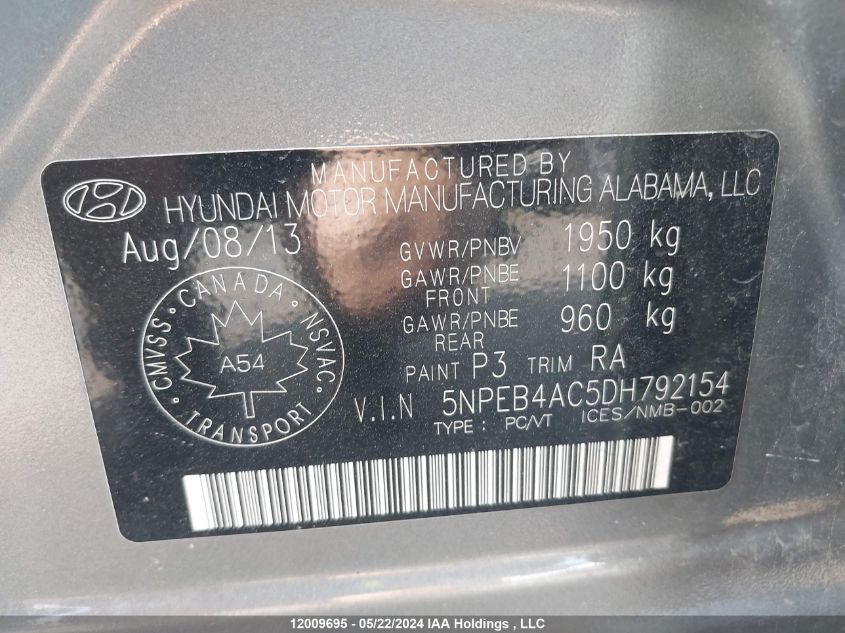 MANUFACTURED BY
HYUNDAI MOTOR MANUFACTURING ALABAMA, LLC
Aug/08/13
GVWR/PNBV 1950 kg
GAWR/PNBE FRONT 1100 kg
GAWR/PNBE REAR 960 kg
PAINT P3 TRIM RA
V.I.N 5NPEB4AC5DH792154
TYPE : PC/VT ICES/NMB-002
CMVSS • CANADA • NSVAC • TRANSPORT •
A54
12009695 - 05/22/2024 IAA Holdings , LLC